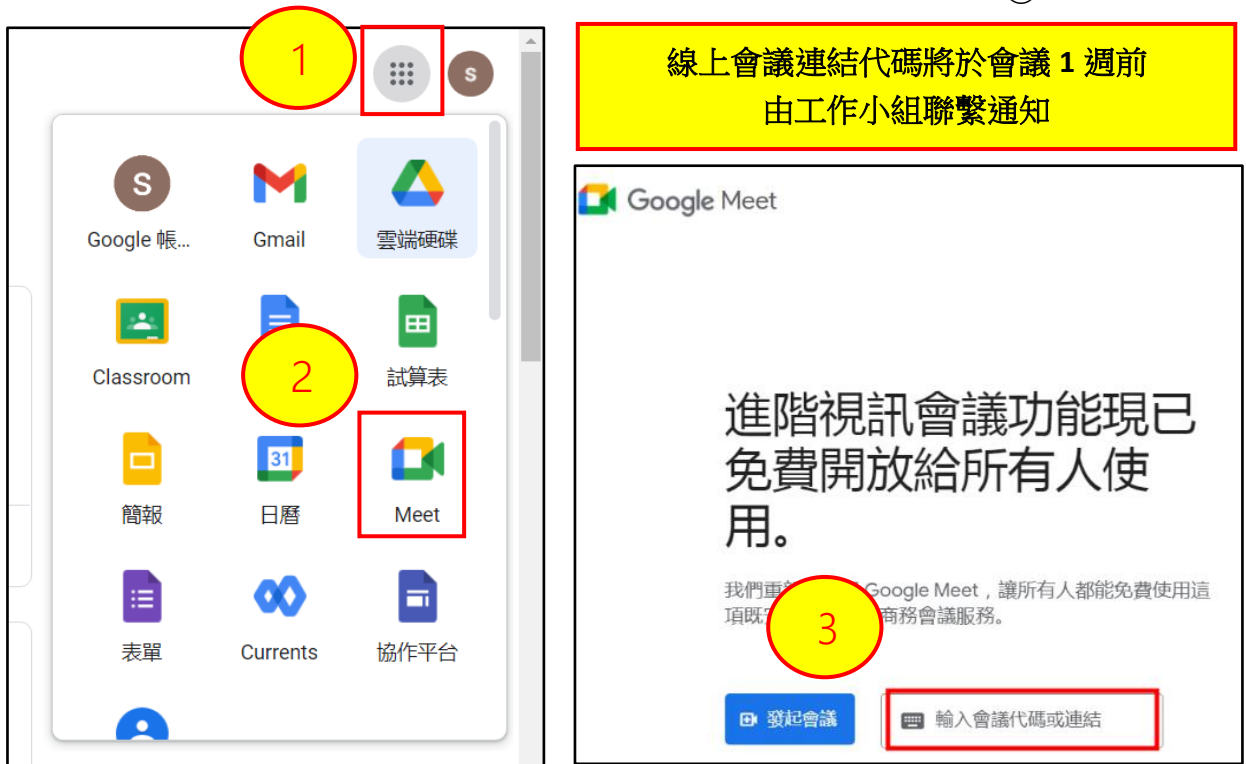 1
S
S
Google 帳...
Gmail
雲端硬碟
Classroom
2
試算表
簡報
31
日曆
Meet
表單
Currents
協作平台
線上會議連結代碼將於會議 1 週前
由工作小組聯繫通知
Google Meet
進階視訊會議功能現已
免費開放給所有人使
用。
我們重 Google Meet，讓所有人都能免費使用這
項既 商務會議服務。
3
發起會議
輸入會議代碼或連結